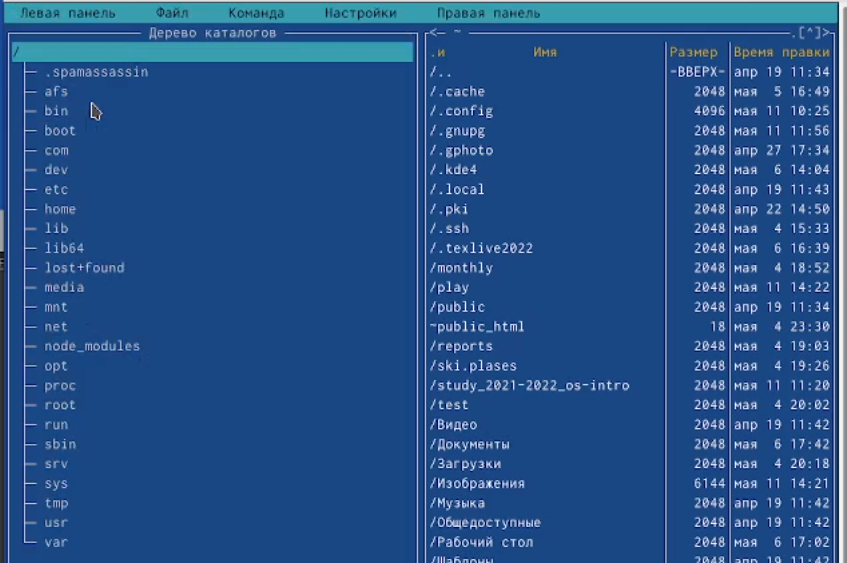 Левая панель Файл Команда Настройки Правая панель
Дерево каталогов
/
.spamassassin
afs
bin
boot
com
dev
etc
home
lib
lib64
lost+found
media
mnt
net
node_modules
opt
proc
root
run
sbin
srv
sys
tmp
usr
var
<— ~ .[^]>
.и Имя Размер Время правки
/.. -ВВЕРХ- апр 19 11:34
/.cache 2048 мая 5 16:49
/.config 4096 мая 11 10:25
/.gnupg 2048 мая 11 11:56
/.gphoto 2048 апр 27 17:34
/.kde4 2048 мая 6 14:04
/.local 2048 апр 19 11:43
/.pki 2048 апр 22 14:50
/.ssh 2048 мая 4 15:33
/.texlive2022 2048 мая 6 16:39
/monthly 2048 мая 4 18:52
/play 2048 мая 11 14:22
/public 2048 апр 19 11:34
~public_html 18 мая 4 23:30
/reports 2048 мая 4 19:03
/ski.plases 2048 мая 4 19:26
/study_2021-2022_os-intro 2048 мая 11 11:20
/test 2048 мая 4 20:02
/Видео 2048 апр 19 11:42
/Документы 2048 мая 6 17:42
/Загрузки 2048 мая 4 20:18
/Изображения 6144 мая 11 14:21
/Музыка 2048 апр 19 11:42
/Общедоступные 2048 апр 19 11:42
/Рабочий стол 2048 мая 6 17:02
/Шаблоны 2048 апр 19 11:42